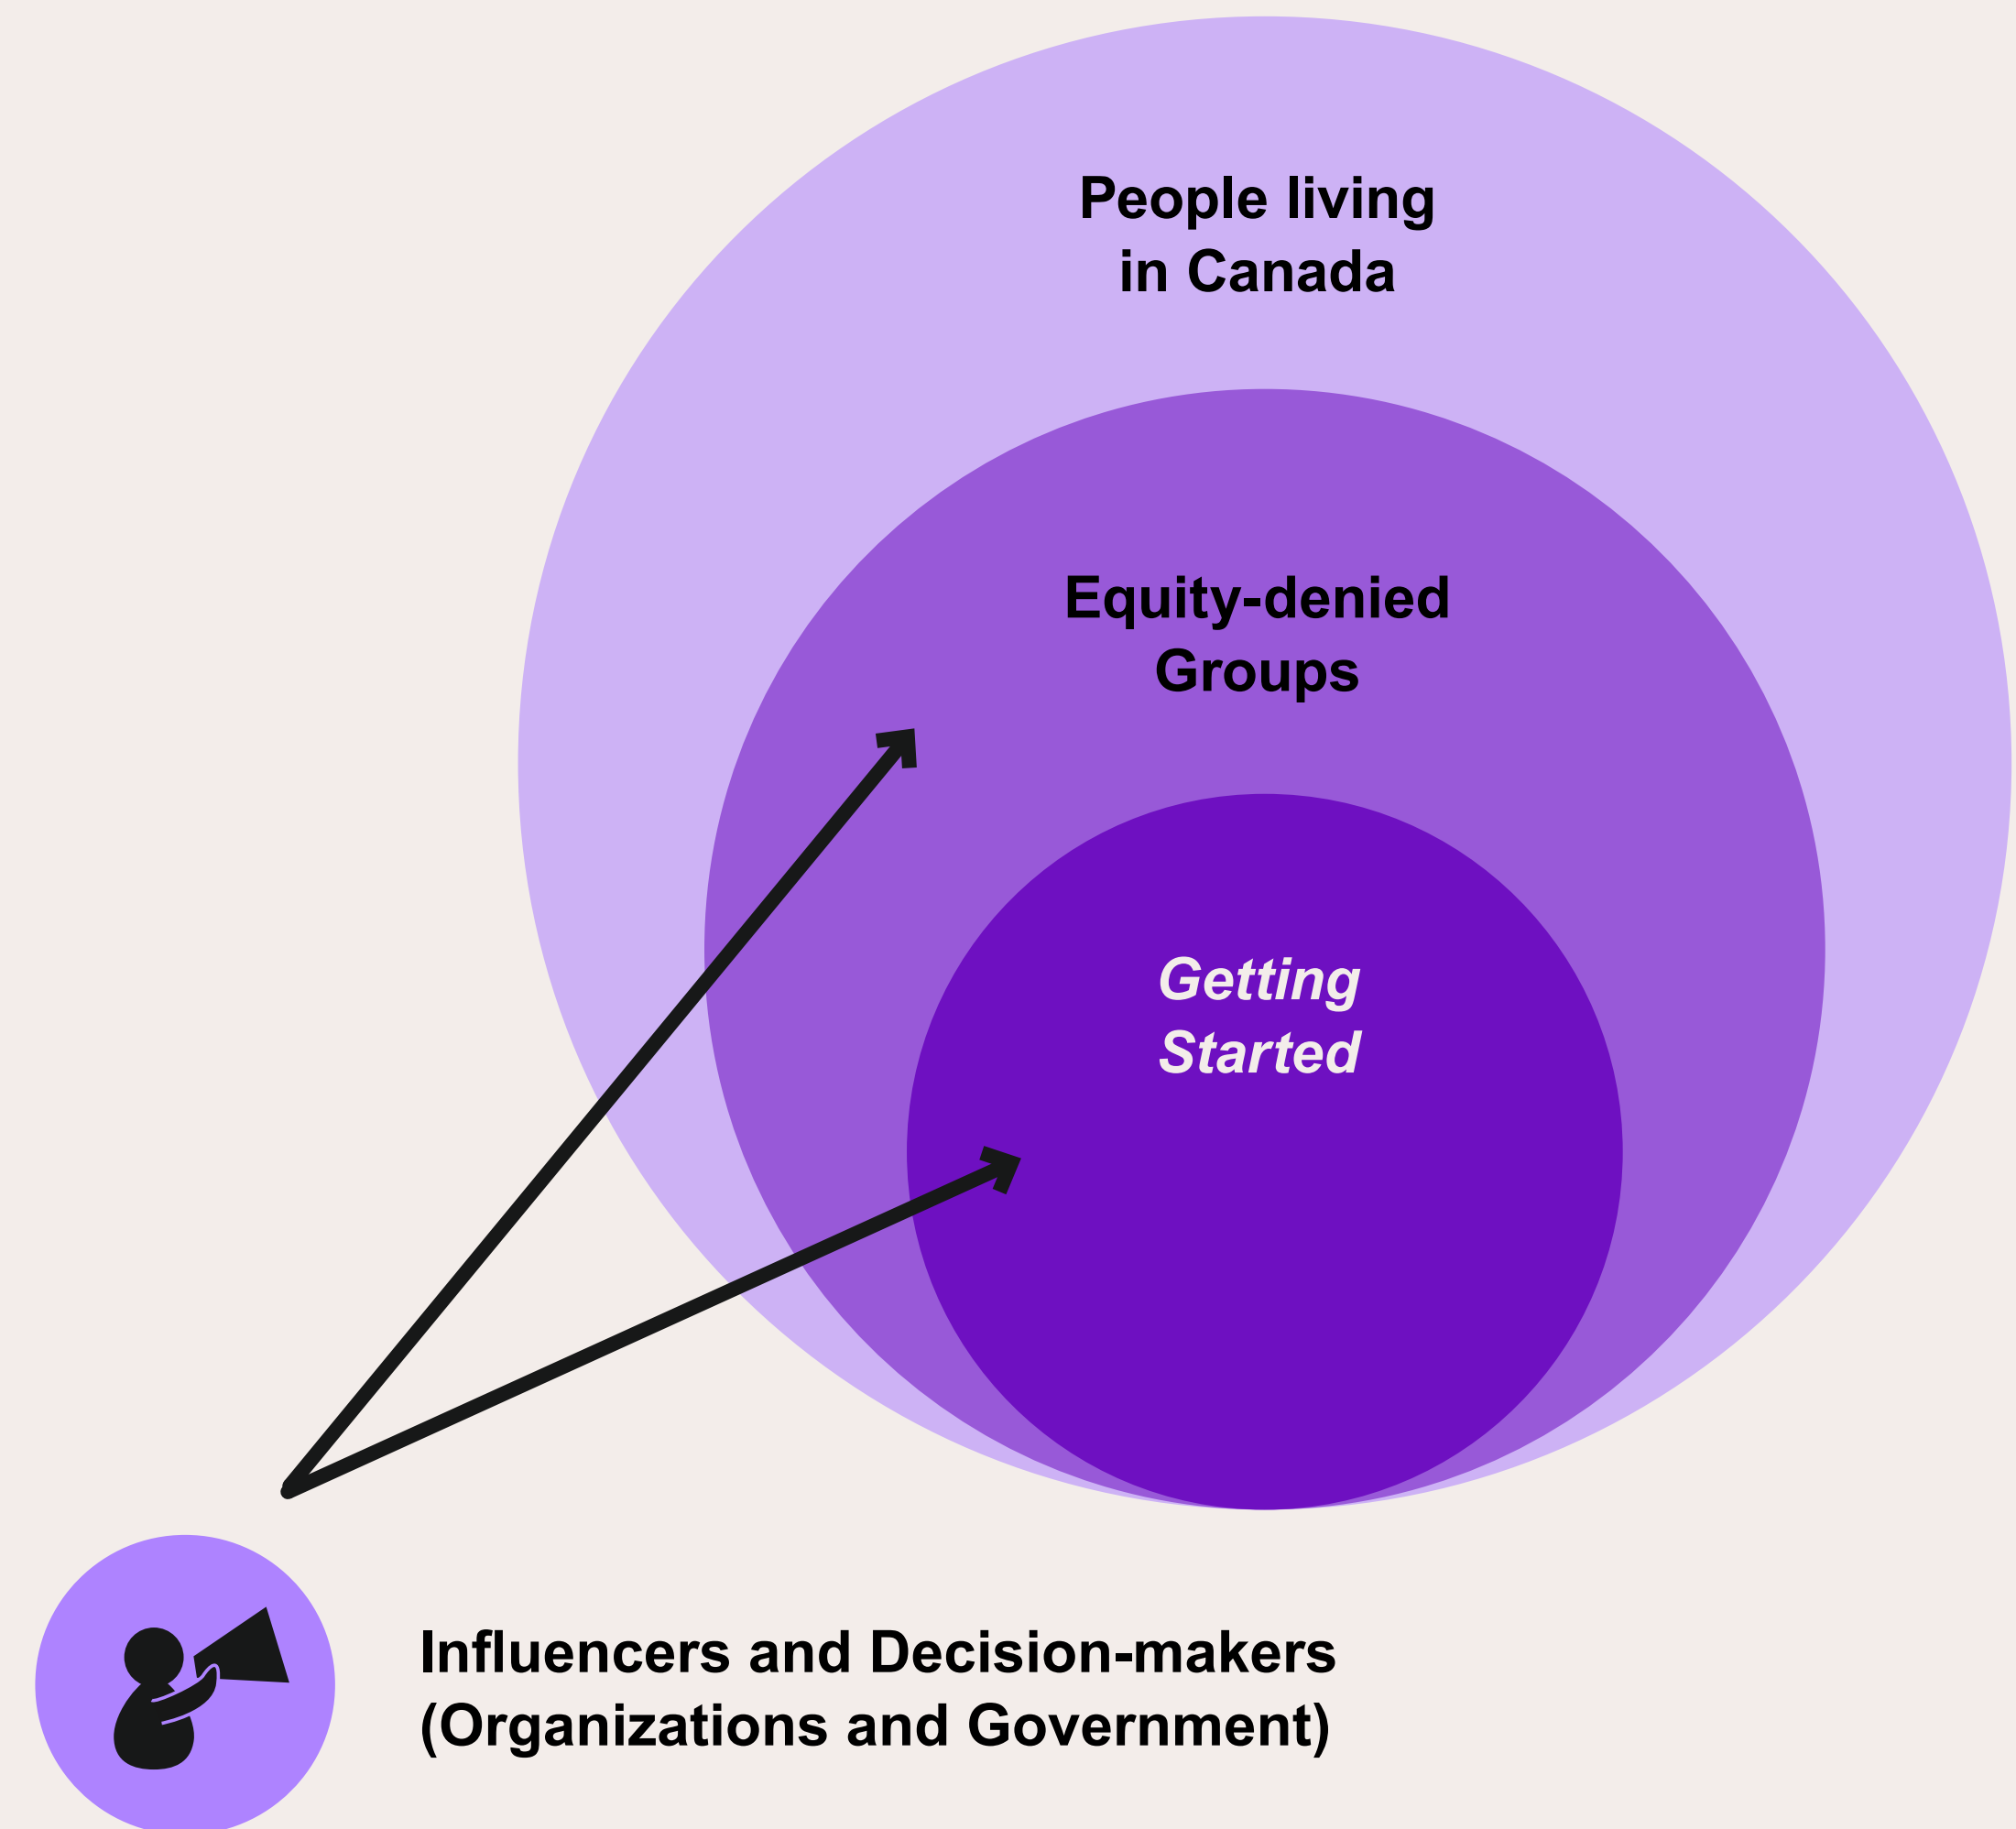 People living
in Canada
Equity-denied
Groups
Getting
Started
Influencers and Decision-makers
(Organizations and Government)